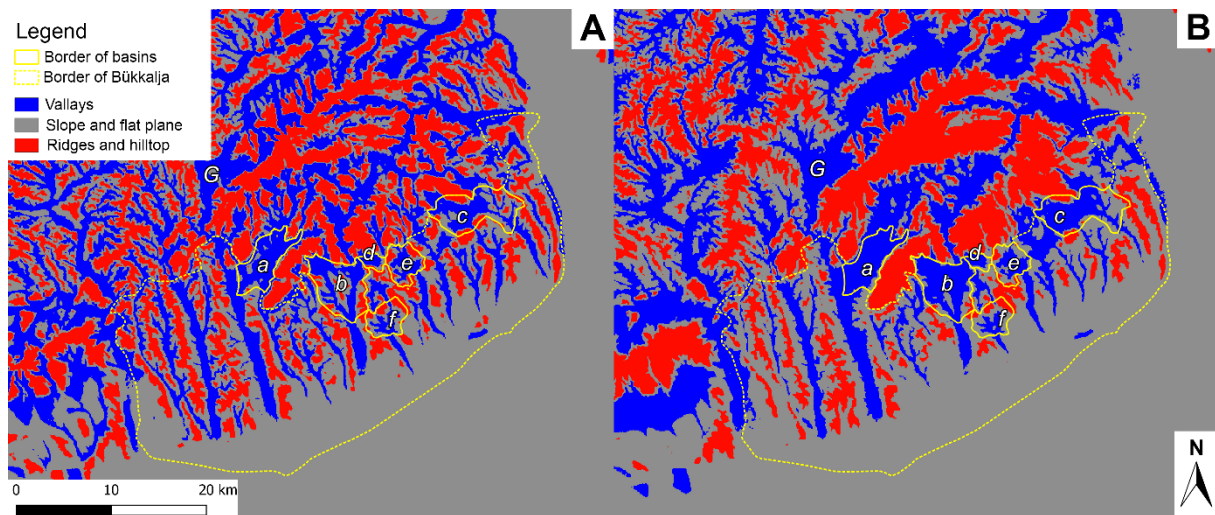 Legend
Border of basins
Border of Bükkalja
Vallays
Slope and flat plane
Ridges and hilltop
A
G
a
b
c
d
e
f
0 10 20 km
B
G
a
b
c
d
e
f
N